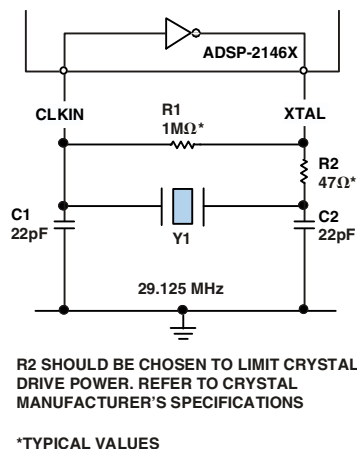 ADSP-2146X
CLKIN
XTAL
R1
1MΩ*
R2
47Ω*
C1
22pF
Y1
C2
22pF
29.125 MHz
R2 SHOULD BE CHOSEN TO LIMIT CRYSTAL
DRIVE POWER. REFER TO CRYSTAL
MANUFACTURER'S SPECIFICATIONS
*TYPICAL VALUES